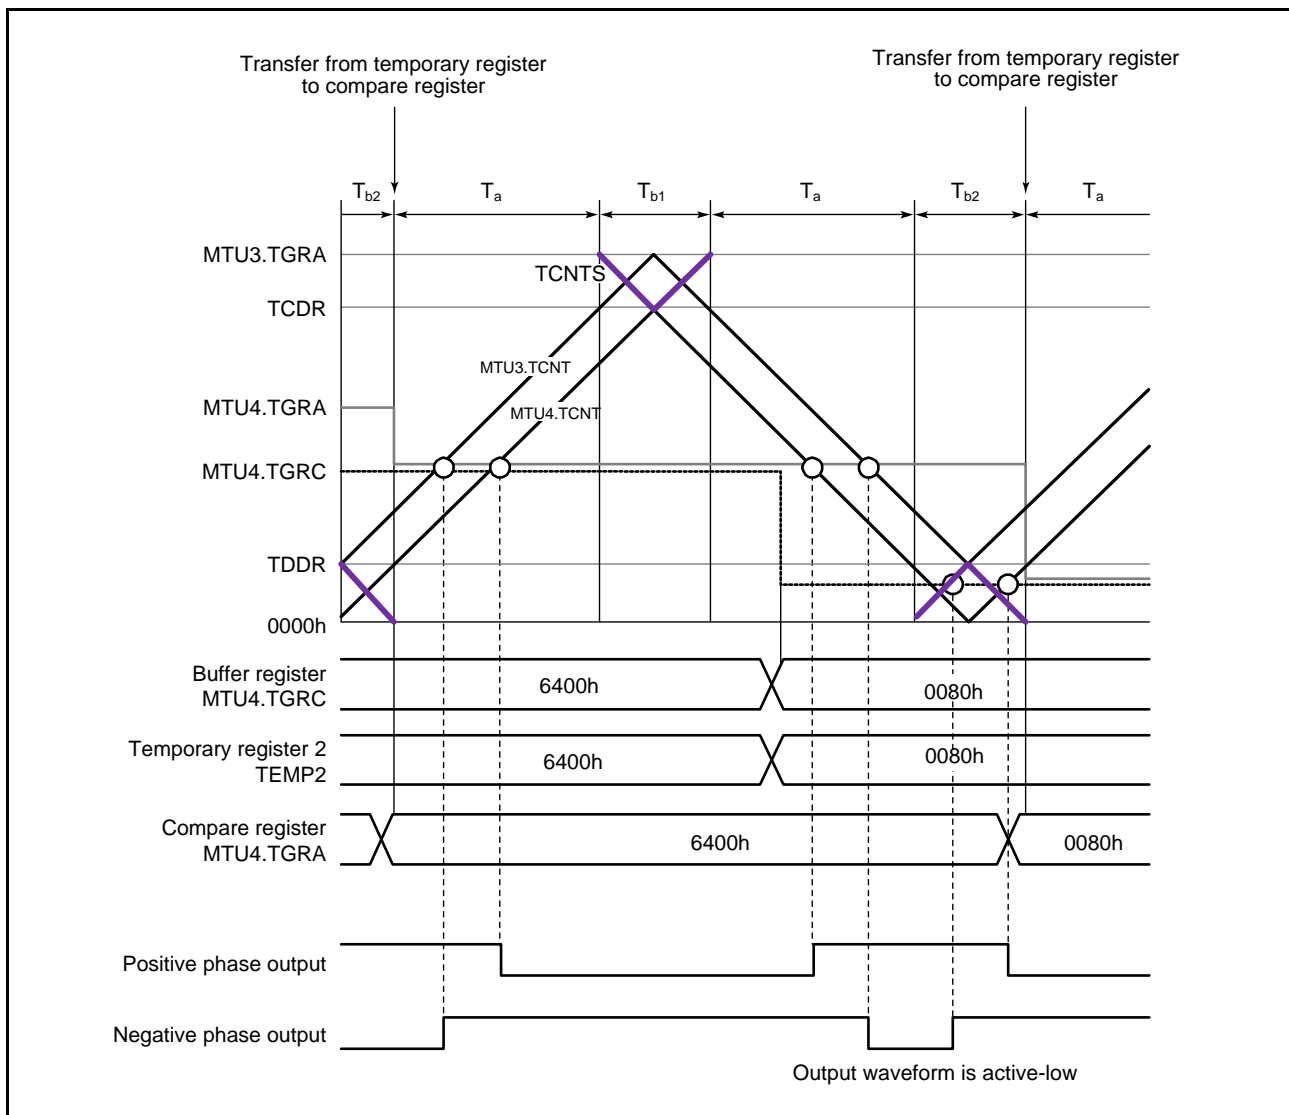 Transfer from temporary register
to compare register
Transfer from temporary register
to compare register
Tb2
Ta
Tb1
Ta
Tb2
Ta
MTU3.TGRA
TCNTS
TCDR
MTU3.TCNT
MTU4.TGRA
MTU4.TCNT
MTU4.TGRC
TDDR
0000h
Buffer register
MTU4.TGRC
6400h
0080h
Temporary register 2
TEMP2
6400h
0080h
Compare register
MTU4.TGRA
6400h
0080h
Positive phase output
Negative phase output
Output waveform is active-low